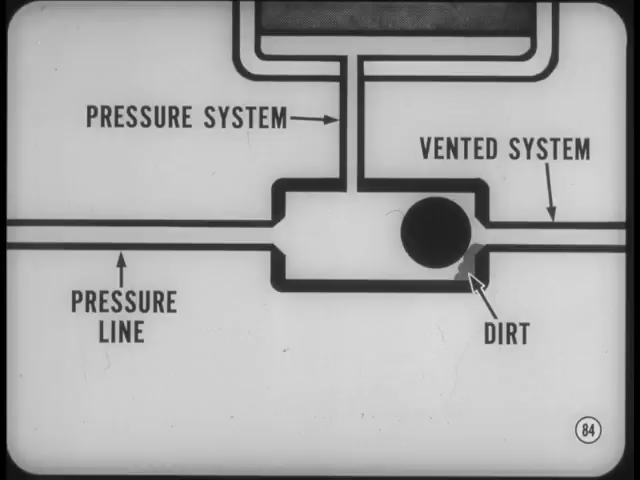 PRESSURE SYSTEM
VENTED SYSTEM
PRESSURE
LINE
DIRT
84